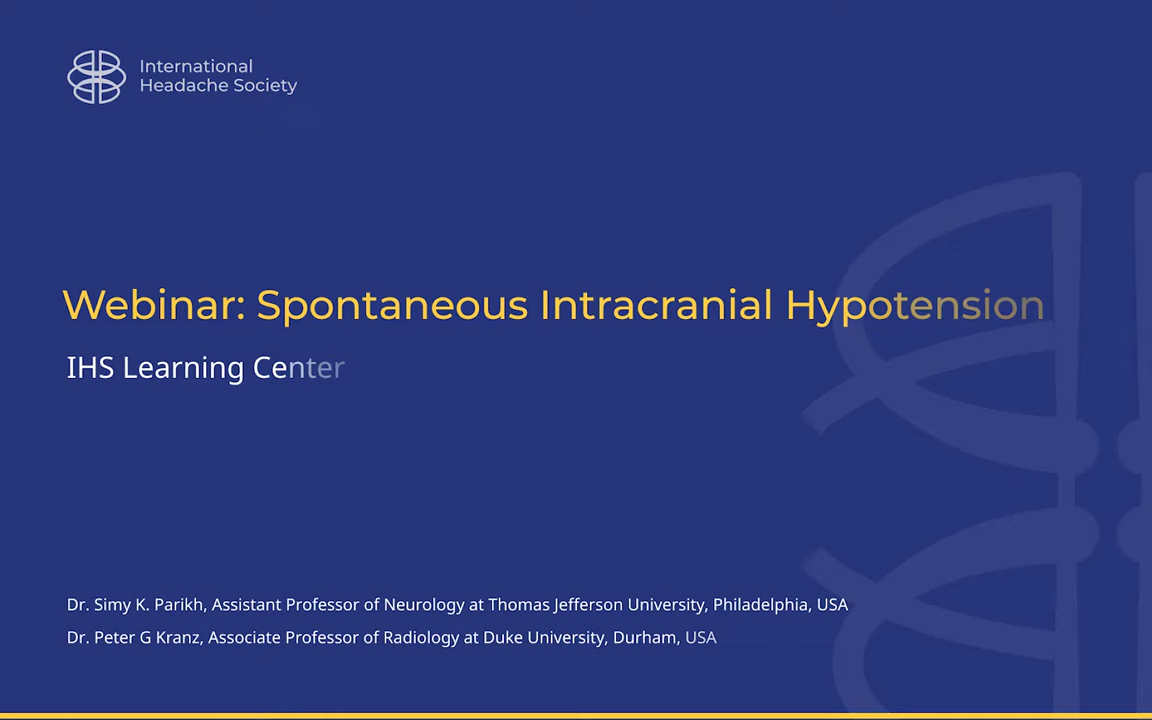 International
Headache Society
Webinar: Spontaneous Intracranial Hypotension
IHS Learning Center
Dr. Simy K. Parikh, Assistant Professor of Neurology at Thomas Jefferson University, Philadelphia, USA
Dr. Peter G Kranz, Associate Professor of Radiology at Duke University, Durham, USA